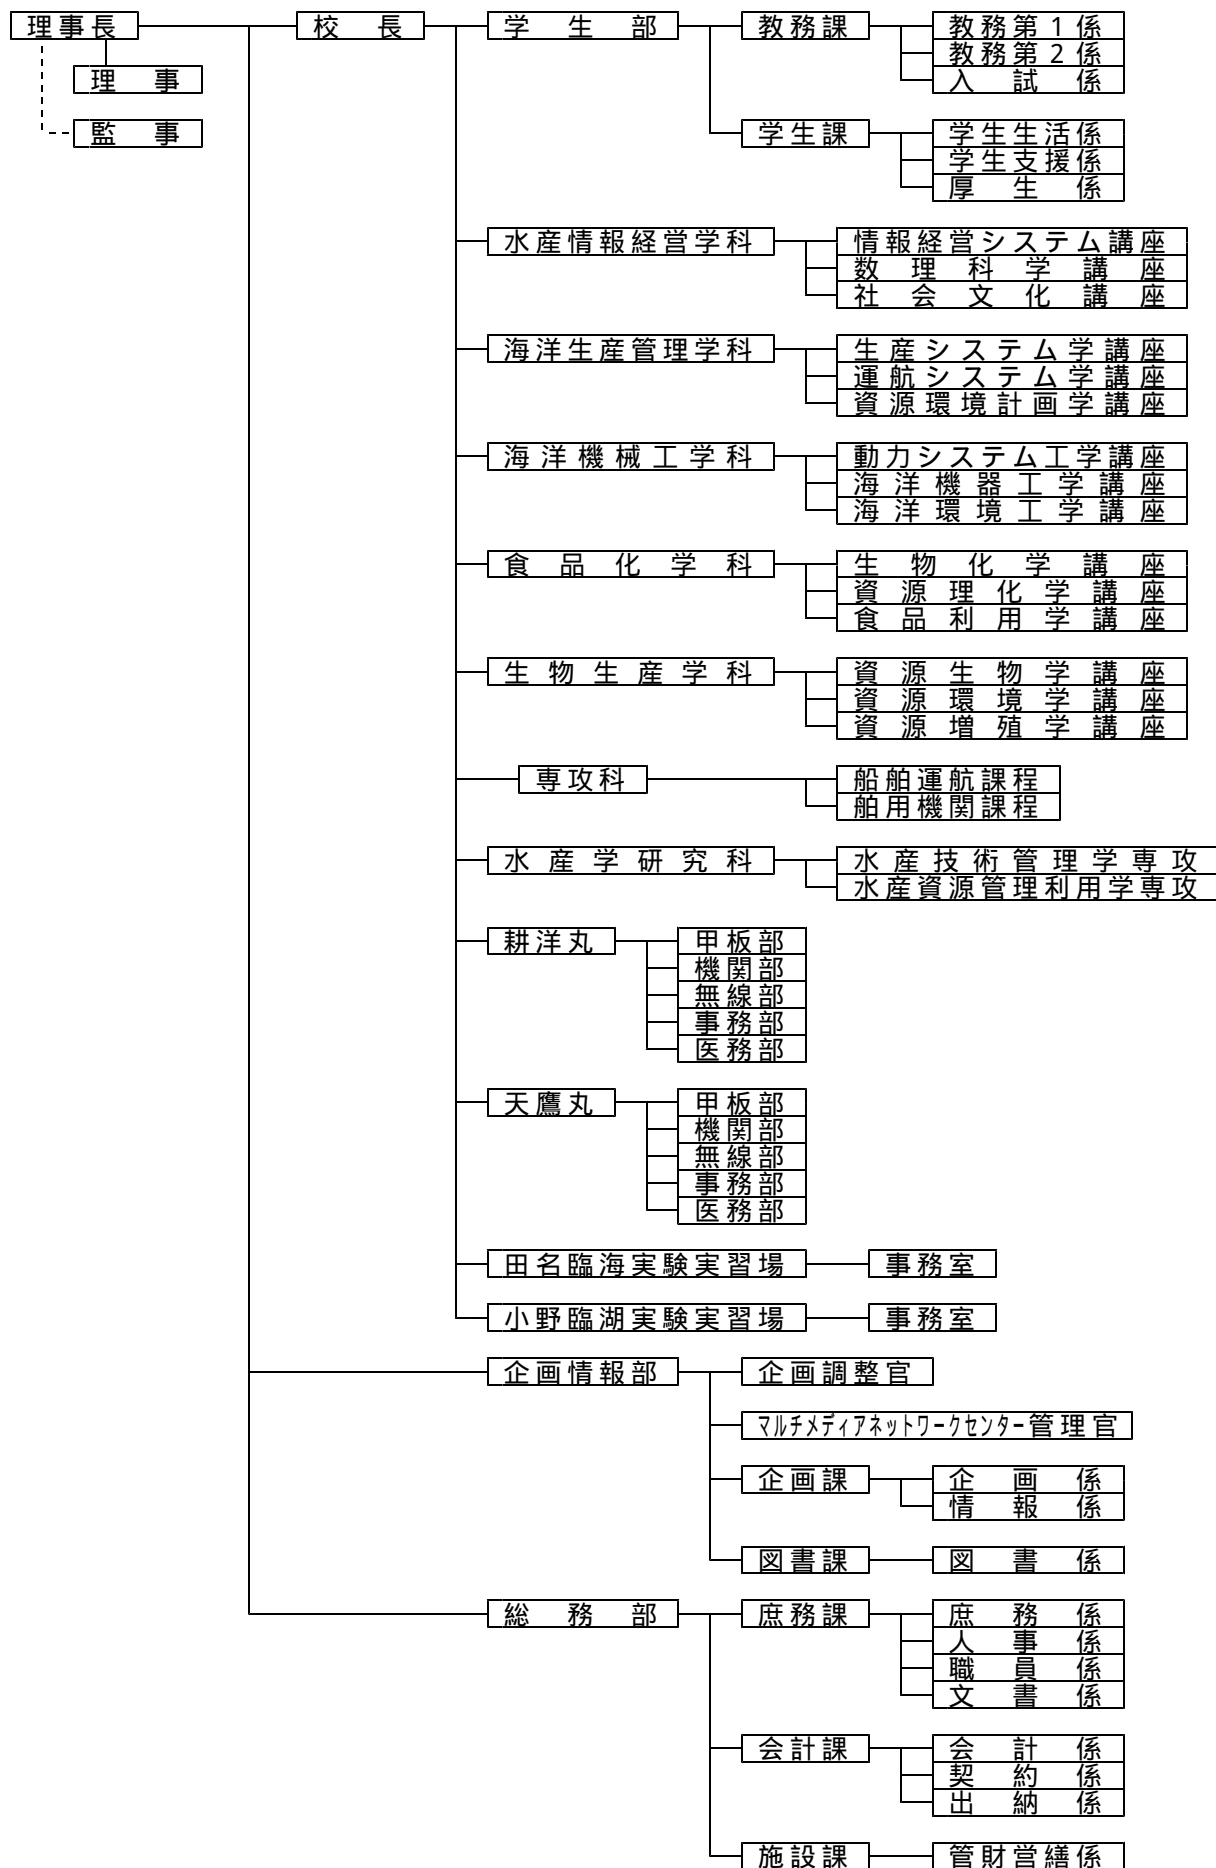 理事長 校長 学生部 教務課 教務第1係
教務第2係
理事 入試係
監事 学生課 学生生活係
学生支援係
厚生係
水産情報経営学科 情報経営システム講座
数理科学講座
社会文化講座
海洋生産管理学科 生産システム学講座
運航システム学講座
資源環境計画学講座
海洋機械工学科 動力システム工学講座
海洋機器工学講座
海洋環境工学講座
食品化学科 生物化学講座
資源理化学講座
食品利用学講座
生物生産学科 資源生物学講座
資源環境学講座
資源増殖学講座
専攻科 船舶運航課程
舶用機関課程
水産学研究科 水産技術管理学専攻
水産資源管理利用学専攻
耕洋丸 甲板部
機関部
無線部
事務部
医務部
天鷹丸 甲板部
機関部
無線部
事務部
医務部
田名臨海実験実習場 事務室
小野臨湖実験実習場 事務室
企画情報部 企画調整官
マルチメディアネットワークセンター管理官
企画課 企画係
情報係
図書課 図書係
総務部 庶務課 庶務係
人事係
職員係
文書係
会計課 会計係
契約係
出納係
施設課 管財営繕係